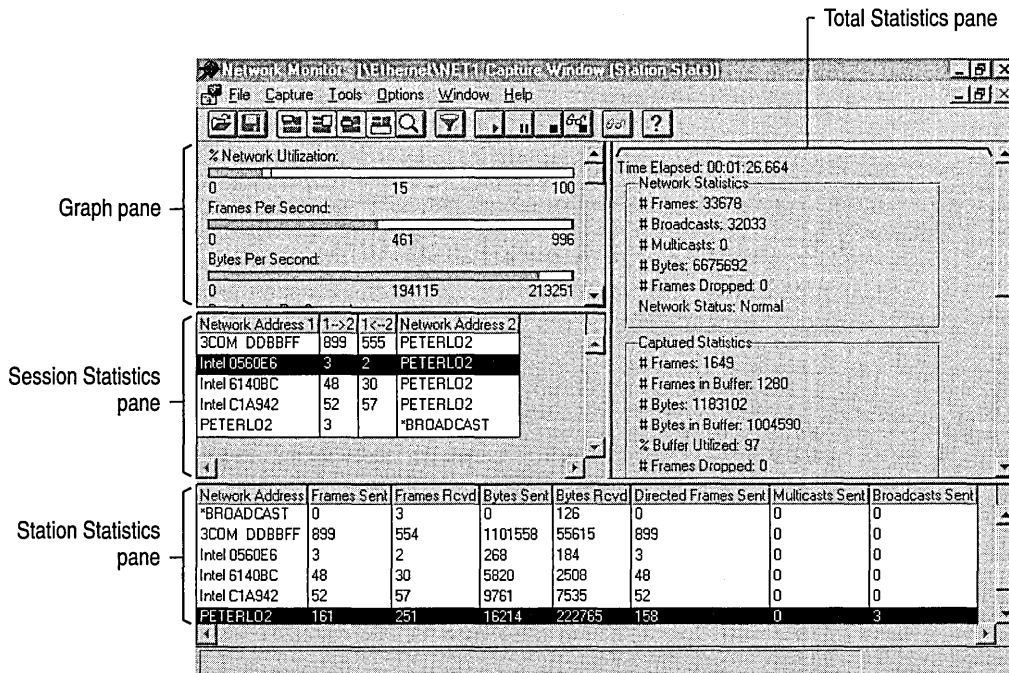 Total Statistics pane
Network Monitor - [\Ethernet\NET1 Capture Window (Station Stats)]
File Capture Tools Options Window Help
Graph pane
% Network Utilization:
0 15 100
Frames Per Second:
0 461 996
Bytes Per Second:
0 194115 213251
Time Elapsed: 00:01:26.664
Network Statistics
# Frames: 33678
# Broadcasts: 32033
# Multicasts: 0
# Bytes: 6675692
# Frames Dropped: 0
Network Status: Normal
Captured Statistics
# Frames: 1649
# Frames in Buffer: 1280
# Bytes: 1183102
# Bytes in Buffer: 1004590
% Buffer Utilized: 97
# Frames Dropped: 0
Session Statistics
pane
Network Address 1 1-->2 1<--2 Network Address 2
3COM DDBBFF 899 555 PETERLO2
Intel 0560E6 3 2 PETERLO2
Intel 6140BC 48 30 PETERLO2
Intel C1A942 52 57 PETERLO2
PETERLO2 3 *BROADCAST
Station Statistics
pane
Network Address Frames Sent Frames Rcvd Bytes Sent Bytes Rcvd Directed Frames Sent Multicasts Sent Broadcasts Sent
*BROADCAST 0 3 0 126 0 0 0
3COM DDBBFF 899 554 1101558 55615 899 0 0
Intel 0560E6 3 2 268 184 3 0 0
Intel 6140BC 48 30 5820 2508 48 0 0
Intel C1A942 52 57 9761 7535 52 0 0
PETERLO2 161 251 16214 222765 158 0 3